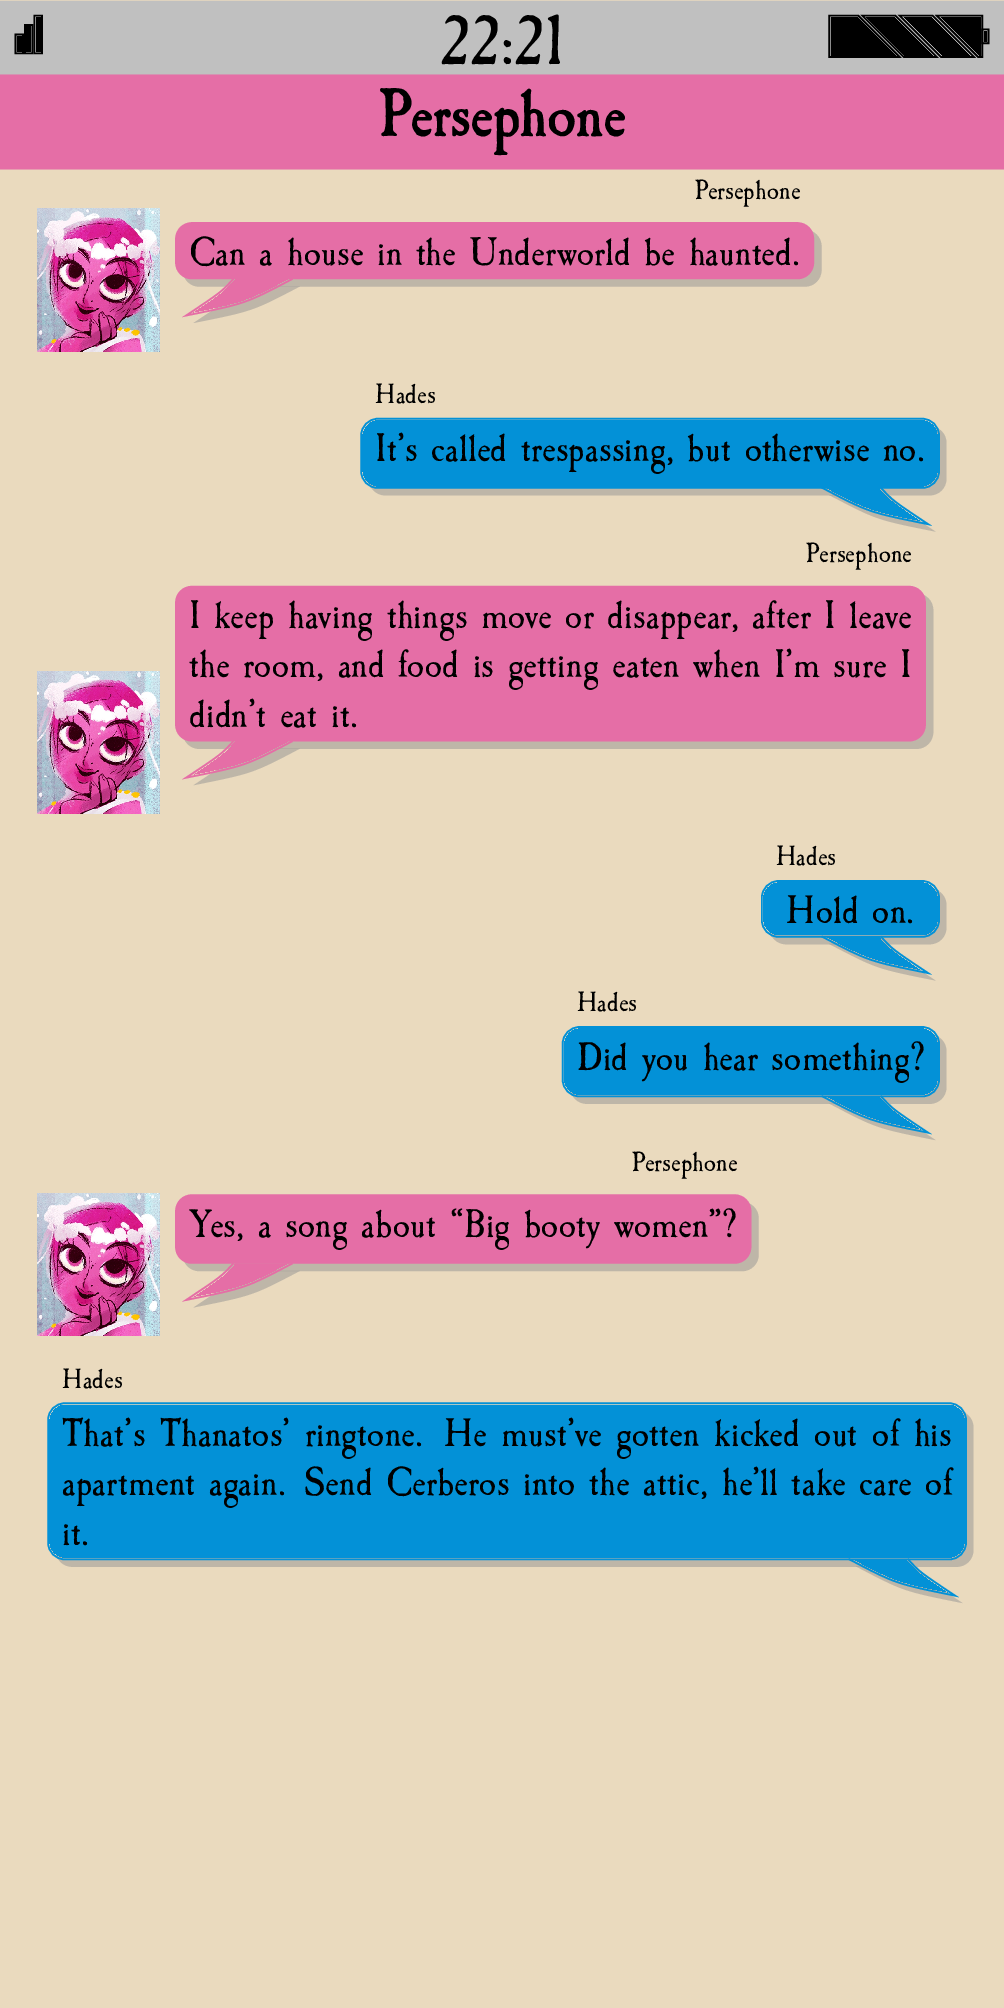 22:21
Persephone
Persephone
Can a house in the Underworld be haunted.
Hades
It's called trespassing, but otherwise no.
Persephone
I keep having things move or disappear, after I leave
the room, and food is getting eaten when I'm sure I
didn't eat it.
Hades
Hold on.
Hades
Did you hear something?
Persephone
Yes, a song about “Big booty women”?
Hades
That's Thanatos' ringtone. He must've gotten kicked out of his
apartment again. Send Cerberos into the attic, he'll take care of
it.